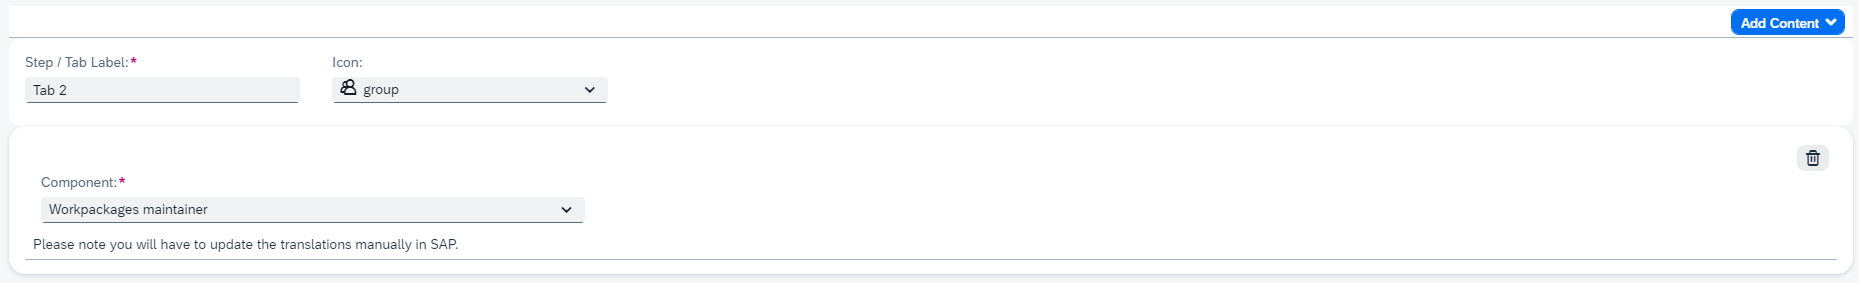 Add Content
Step / Tab Label:*
Icon:
Tab 2
group
Component:*
Workpackages maintainer
Please note you will have to update the translations manually in SAP.